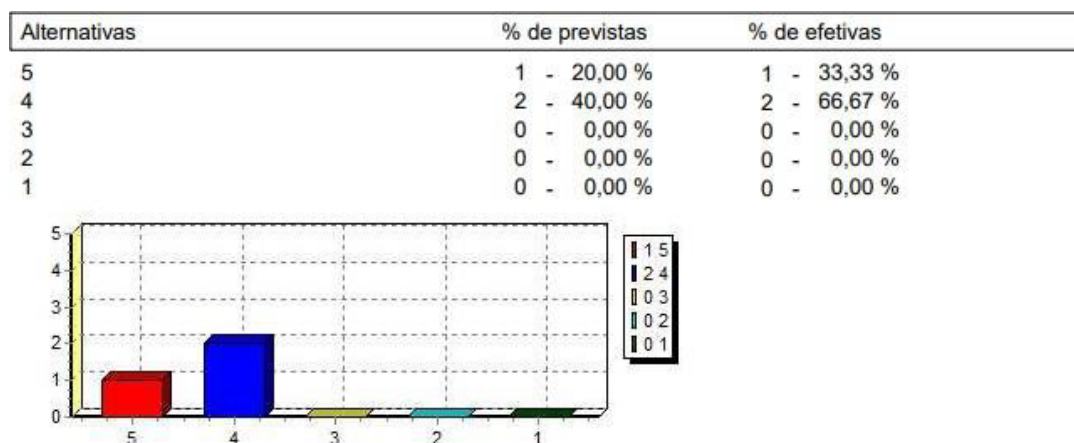 Alternativas % de previstas % de efetivas
5 1 - 20,00 % 1 - 33,33 %
4 2 - 40,00 % 2 - 66,67 %
3 0 - 0,00 % 0 - 0,00 %
2 0 - 0,00 % 0 - 0,00 %
1 0 - 0,00 % 0 - 0,00 %
5
4
3
2
1
0
5 4 3 2 1
1 5
2 4
0 3
0 2
0 1